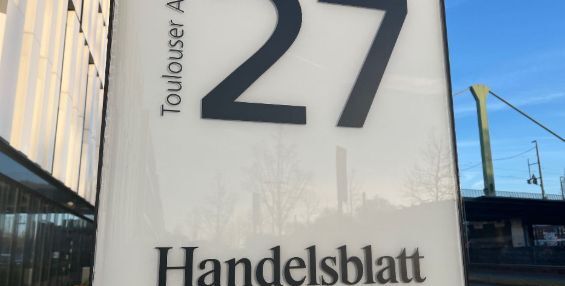 Toulouser A
27
Handelsblatt